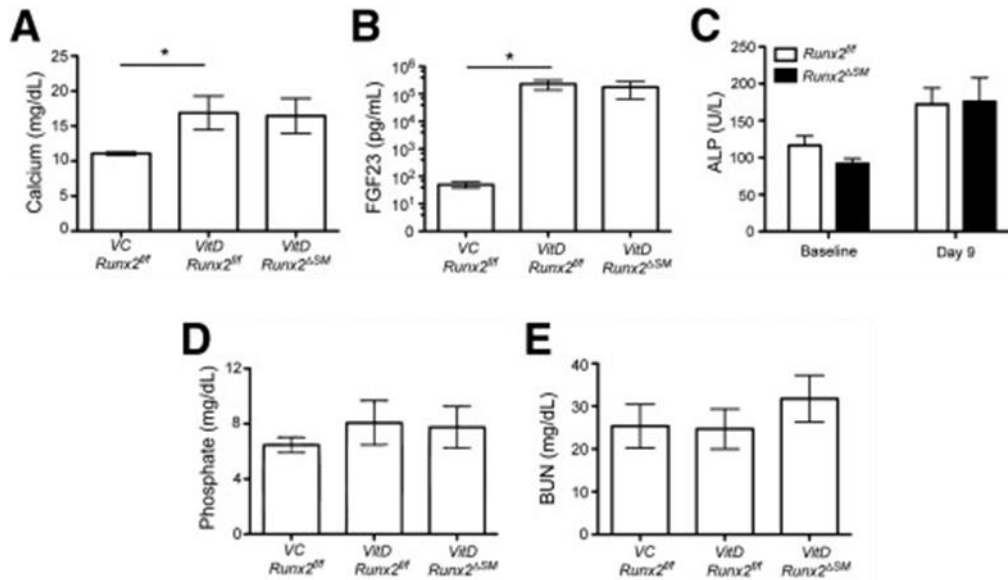 A
Calcium (mg/dL)
25
20
15
10
5
0
*
VC
Runx2f/f
VitD
Runx2f/f
VitD
Runx2ΔSM
B
FGF23 (pg/mL)
10⁶
10⁵
10⁴
10³
10²
10¹
*
VC
Runx2f/f
VitD
Runx2f/f
VitD
Runx2ΔSM
C
ALP (U/L)
250
200
150
100
50
0
Runx2f/f
Runx2ΔSM
Baseline
Day 9
D
Phosphate (mg/dL)
12
8
4
0
VC
Runx2f/f
VitD
Runx2f/f
VitD
Runx2ΔSM
E
BUN (mg/dL)
40
30
20
10
0
VC
Runx2f/f
VitD
Runx2f/f
VitD
Runx2ΔSM